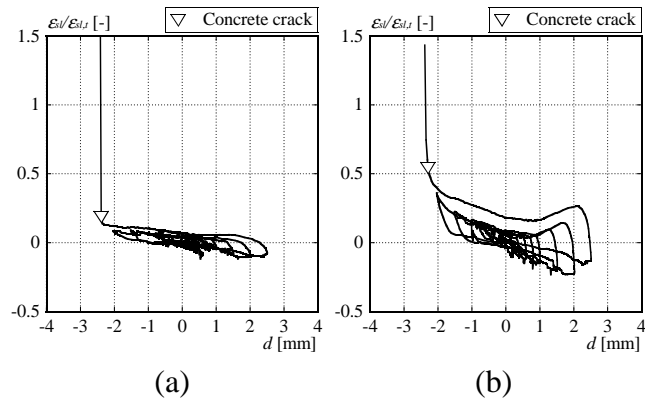 εsl/εsl,t [-]
Concrete crack
1.5
1
0.5
0
-0.5
-4 -3 -2 -1 0 1 2 3 4
d [mm]
(a)
εsl/εsl,t [-]
Concrete crack
1.5
1
0.5
0
-0.5
-4 -3 -2 -1 0 1 2 3 4
d [mm]
(b)